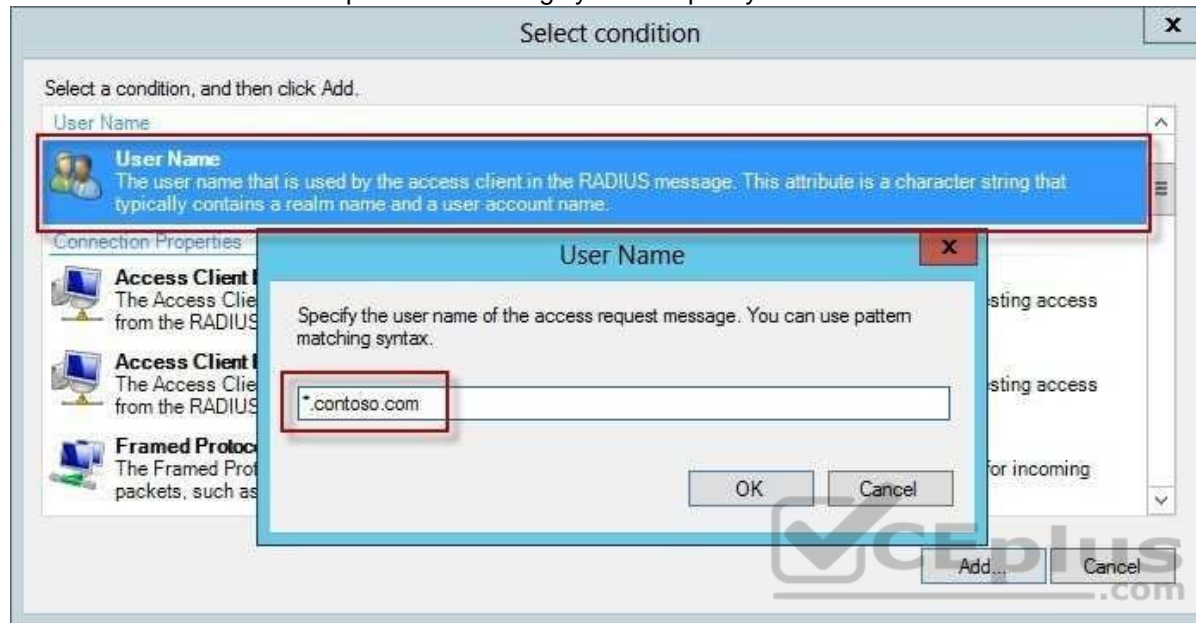 Select condition
x
Select a condition, and then click Add.
User Name
User Name
The user name that is used by the access client in the RADIUS message. This attribute is a character string that
typically contains a realm name and a user account name.
Connection Properties
User Name
x
Access Client
The Access Clie
sting access
from the RADIUS
Specify the user name of the access request message. You can use pattern
matching syntax.
Access Client
The Access Clie
sting access
from the RADIUS
*.contoso.com
Framed Protoc
The Framed Prot
for incoming
packets, such as
OK
Cancel
Add...
Cancel
CEplus
.com